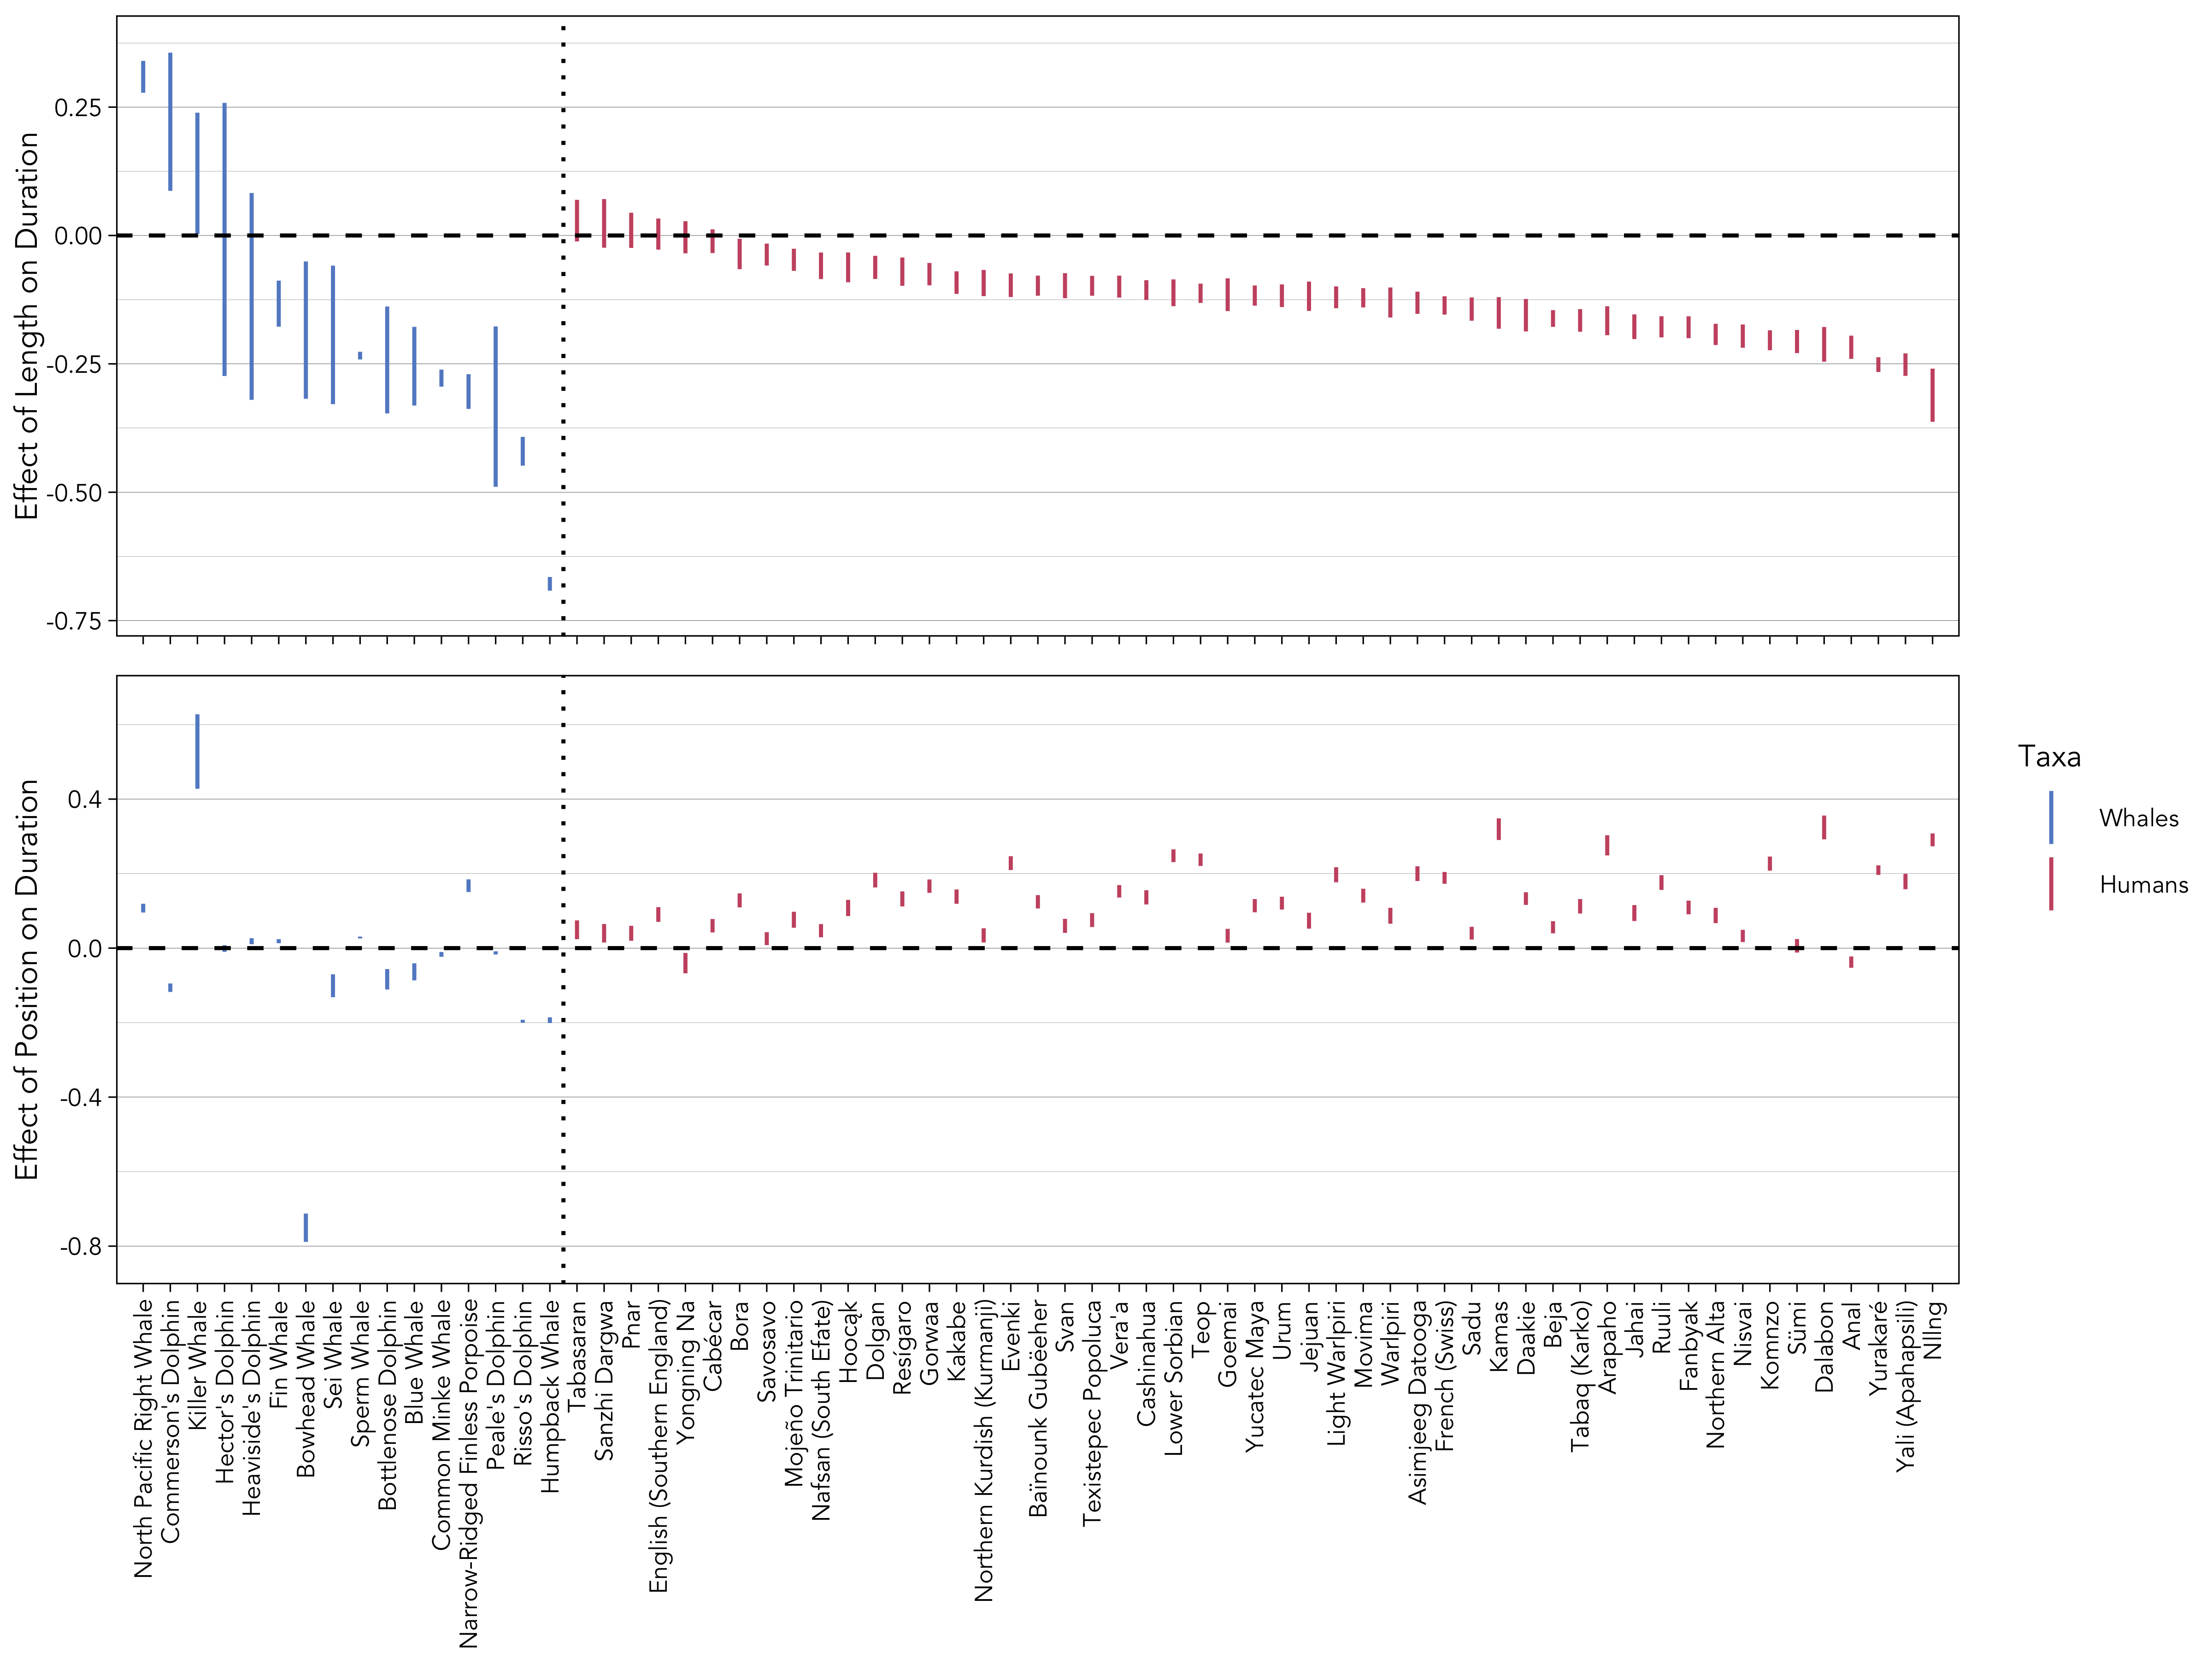 Effect of Length on Duration
0.25
0.00
-0.25
-0.50
-0.75
Effect of Position on Duration
0.4
0.0
-0.4
-0.8
North Pacific Right Whale
Commerson's Dolphin
Killer Whale
Hector's Dolphin
Heaviside's Dolphin
Fin Whale
Bowhead Whale
Sei Whale
Sperm Whale
Bottlenose Dolphin
Blue Whale
Common Minke Whale
Narrow-Ridged Finless Porpoise
Peale's Dolphin
Risso's Dolphin
Humpback Whale
Tabasaran
Sanzhi Dargwa
Pnar
English (Southern England)
Yongning Na
Cabécar
Bora
Savosavo
Mojeño Trinitario
Nafsan (South Efate)
Hoocąk
Dolgan
Resígaro
Gorwaa
Kakabe
Northern Kurdish (Kurmanji)
Evenki
Baïnounk Gubëeher
Svan
Texistepec Popoluca
Vera'a
Cashinahua
Lower Sorbian
Teop
Goemai
Yucatec Maya
Urum
Jejuan
Light Warlpiri
Movima
Warlpiri
Asimjeeg Datooga
French (Swiss)
Sadu
Kamas
Daakie
Beja
Tabaq (Karko)
Arapaho
Jahai
Ruuli
Fanbyak
Northern Alta
Nisvai
Komnzo
Sümi
Dalabon
Anal
Yurakaré
Yali (Apahapsili)
Nllng
Taxa
Whales
Humans